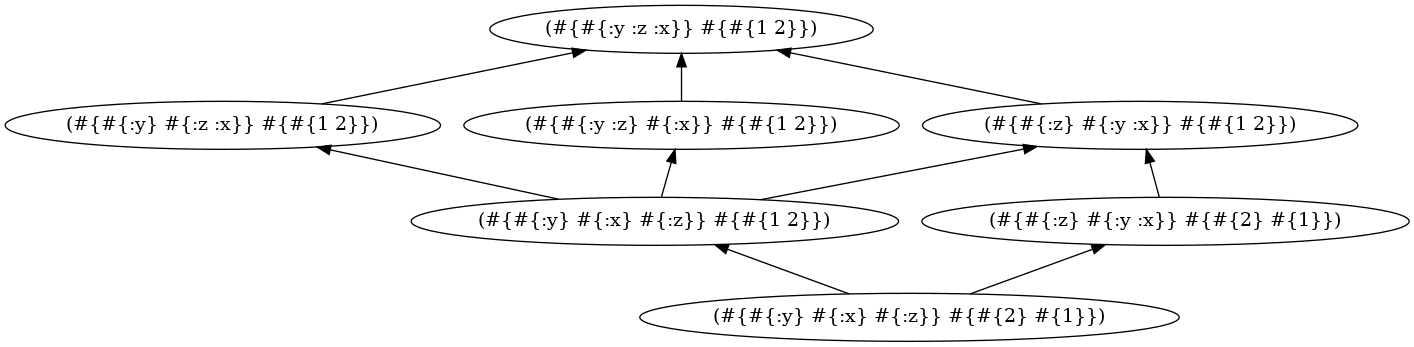 (#{#{:y :z :x}} #{#{1 2}})
(#{#{:y} #{:z :x}} #{#{1 2}})
(#{#{:y :z} #{:x}} #{#{1 2}})
(#{#{:z} #{:y :x}} #{#{1 2}})
(#{#{:y} #{:x} #{:z}} #{#{1 2}})
(#{#{:z} #{:y :x}} #{#{2} #{1}})
(#{#{:y} #{:x} #{:z}} #{#{2} #{1}})